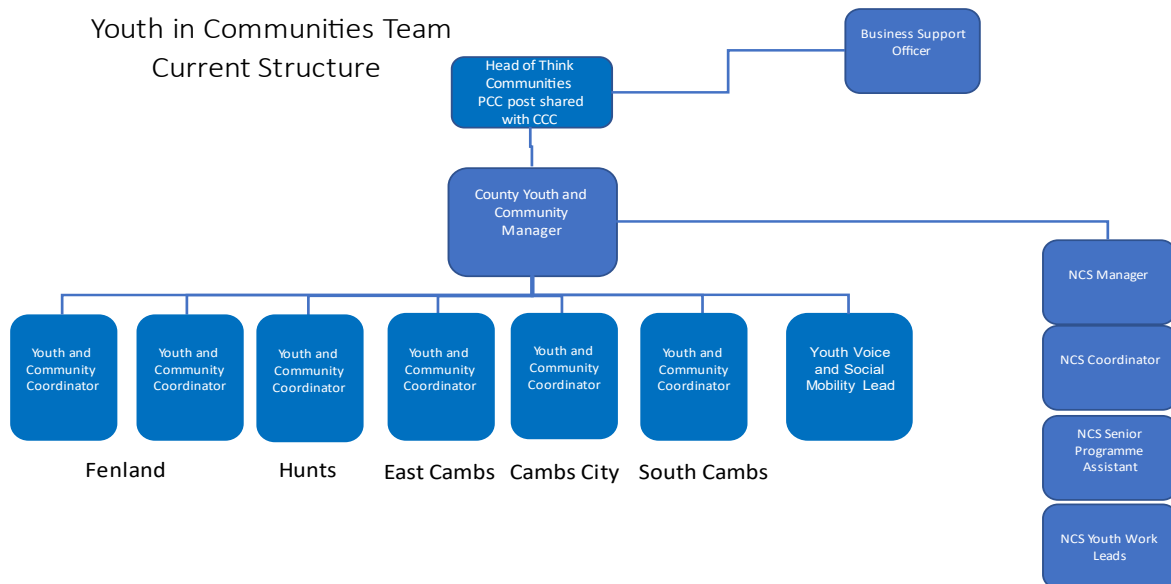 Youth in Communities Team
Current Structure
Business Support
Officer
Head of Think
Communities
PCC post shared
with CCC
County Youth and
Community
Manager
NCS Manager
NCS Coordinator
NCS Senior
Programme
Assistant
NCS Youth Work
Leads
Youth and
Community
Coordinator
Youth and
Community
Coordinator
Youth and
Community
Coordinator
Youth and
Community
Coordinator
Youth and
Community
Coordinator
Youth and
Community
Coordinator
Youth Voice
and Social
Mobility Lead
Fenland
Hunts
East Cambs
Cambs City
South Cambs